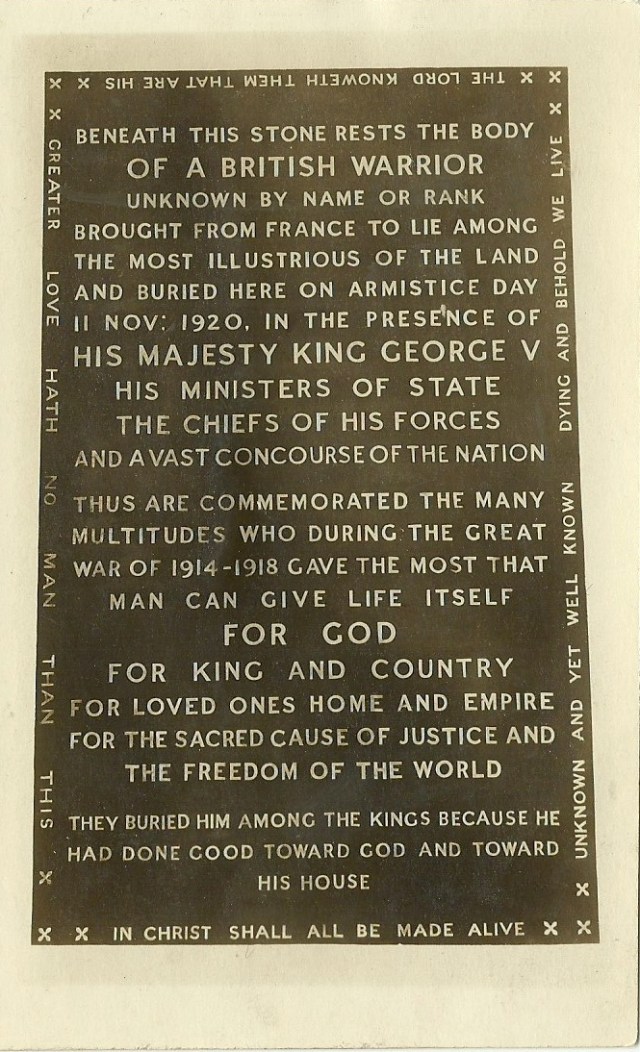 X X THE LORD KNOWETH THEM THAT ARE HIS X X
BENEATH THIS STONE RESTS THE BODY
OF A BRITISH WARRIOR
UNKNOWN BY NAME OR RANK
BROUGHT FROM FRANCE TO LIE AMONG
THE MOST ILLUSTRIOUS OF THE LAND
AND BURIED HERE ON ARMISTICE DAY
11 NOV: 1920, IN THE PRESENCE OF
HIS MAJESTY KING GEORGE V
HIS MINISTERS OF STATE
THE CHIEFS OF HIS FORCES
AND A VAST CONCOURSE OF THE NATION
THUS ARE COMMEMORATED THE MANY
MULTITUDES WHO DURING THE GREAT
WAR OF 1914-1918 GAVE THE MOST THAT
MAN CAN GIVE LIFE ITSELF
FOR GOD
FOR KING AND COUNTRY
FOR LOVED ONES HOME AND EMPIRE
FOR THE SACRED CAUSE OF JUSTICE AND
THE FREEDOM OF THE WORLD
THEY BURIED HIM AMONG THE KINGS BECAUSE HE
HAD DONE GOOD TOWARD GOD AND TOWARD
HIS HOUSE
X GREATER LOVE HATH NO MAN THAN THIS X
X UNKNOWN AND YET WELL KNOWN DYING AND BEHOLD WE LIVE X
X X IN CHRIST SHALL ALL BE MADE ALIVE X X